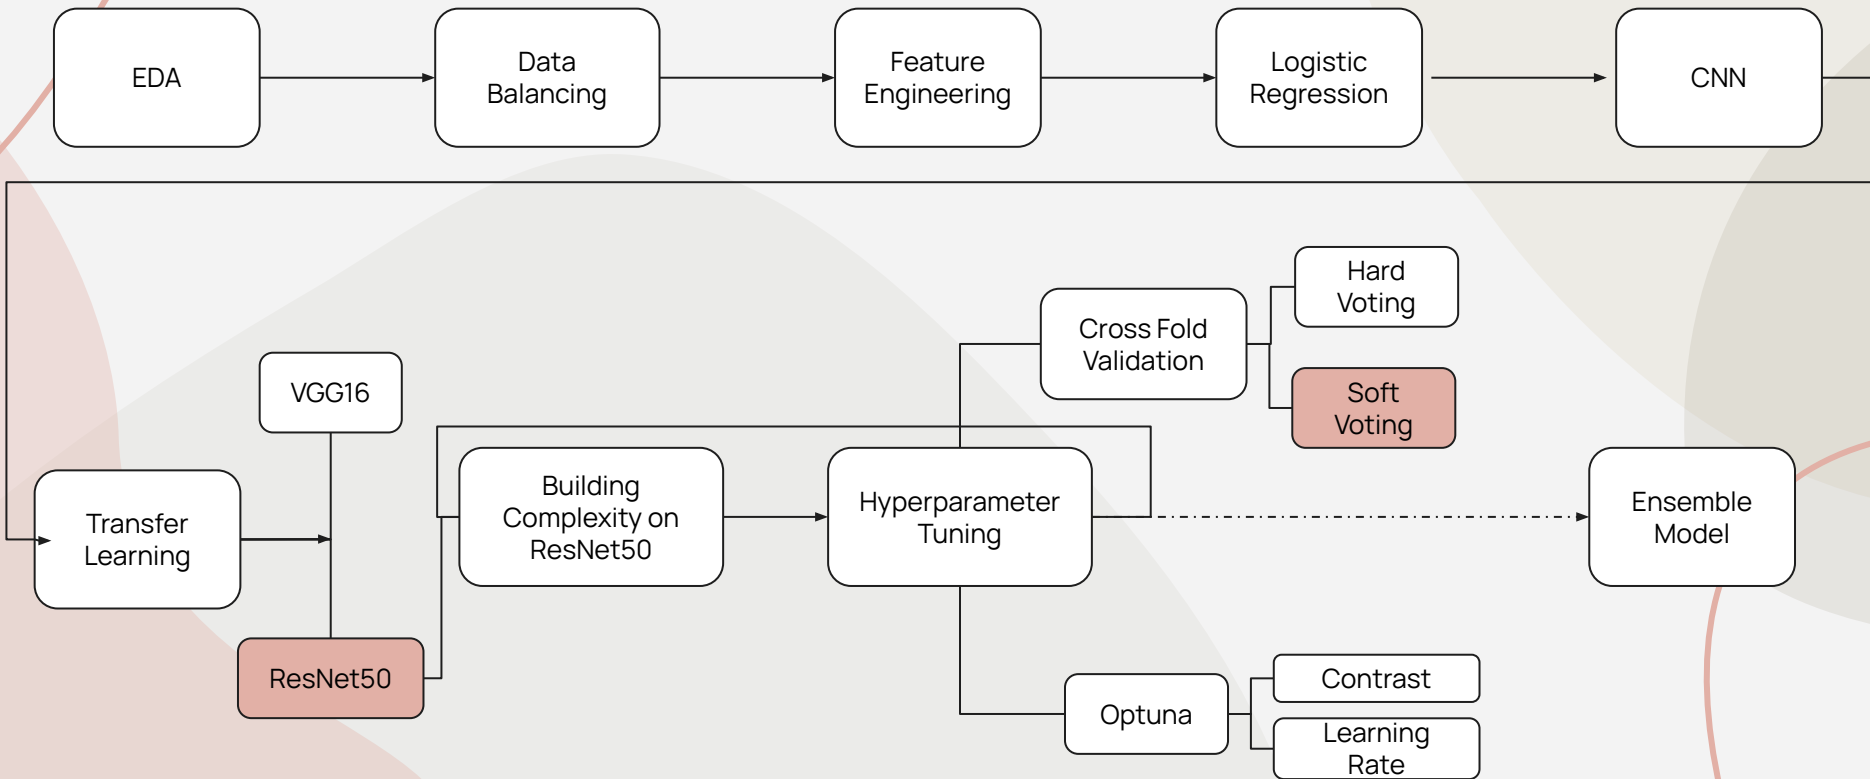 EDA
Data
Balancing
Feature
Engineering
Logistic
Regression
CNN
Transfer
Learning
VGG16
ResNet50
Building
Complexity on
ResNet50
Hyperparameter
Tuning
Cross Fold
Validation
Hard
Voting
Soft
Voting
Optuna
Contrast
Learning
Rate
Ensemble
Model